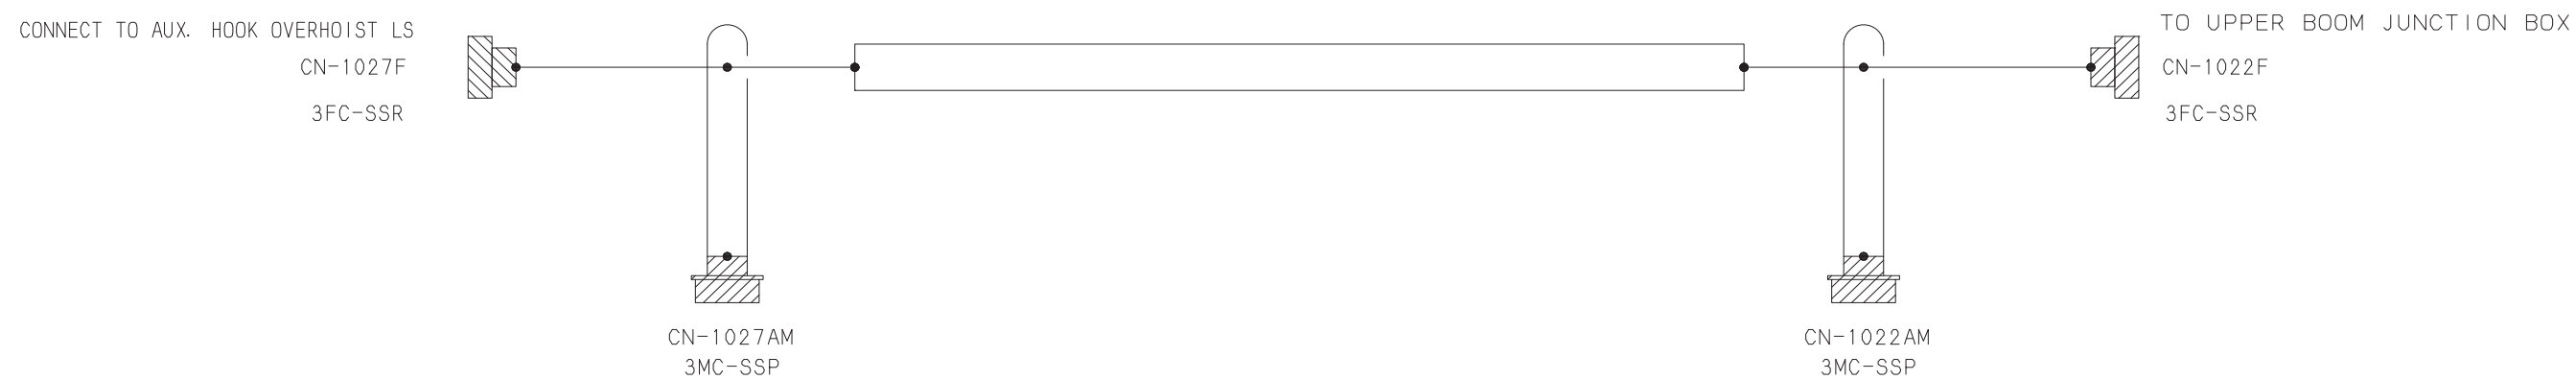 CONNECT TO AUX. HOOK OVERHOIST LS
CN-1027F
3FC-SSR
TO UPPER BOOM JUNCTION BOX
CN-1022F
3FC-SSR
CN-1027AM
3MC-SSP
CN-1022AM
3MC-SSP